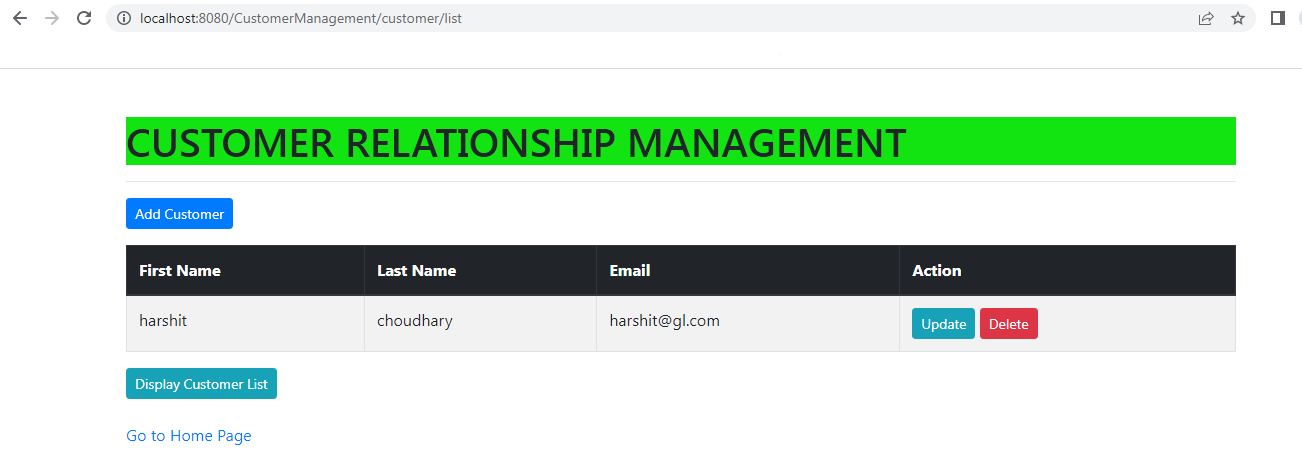 localhost:8080/CustomerManagement/customer/list
CUSTOMER RELATIONSHIP MANAGEMENT
Add Customer
First Name Last Name Email Action
harshit choudhary harshit@gl.com Update Delete
Display Customer List
Go to Home Page